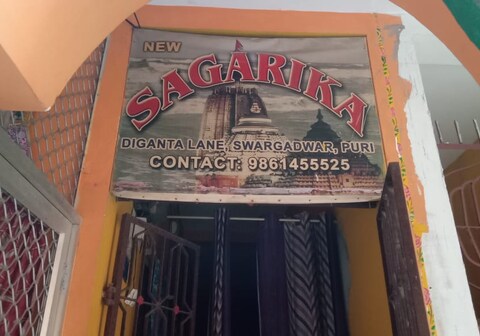 NEW
SAGARIKA
DIGANTA LANE, SWARGADWAR, PURI
CONTACT: 9861455525